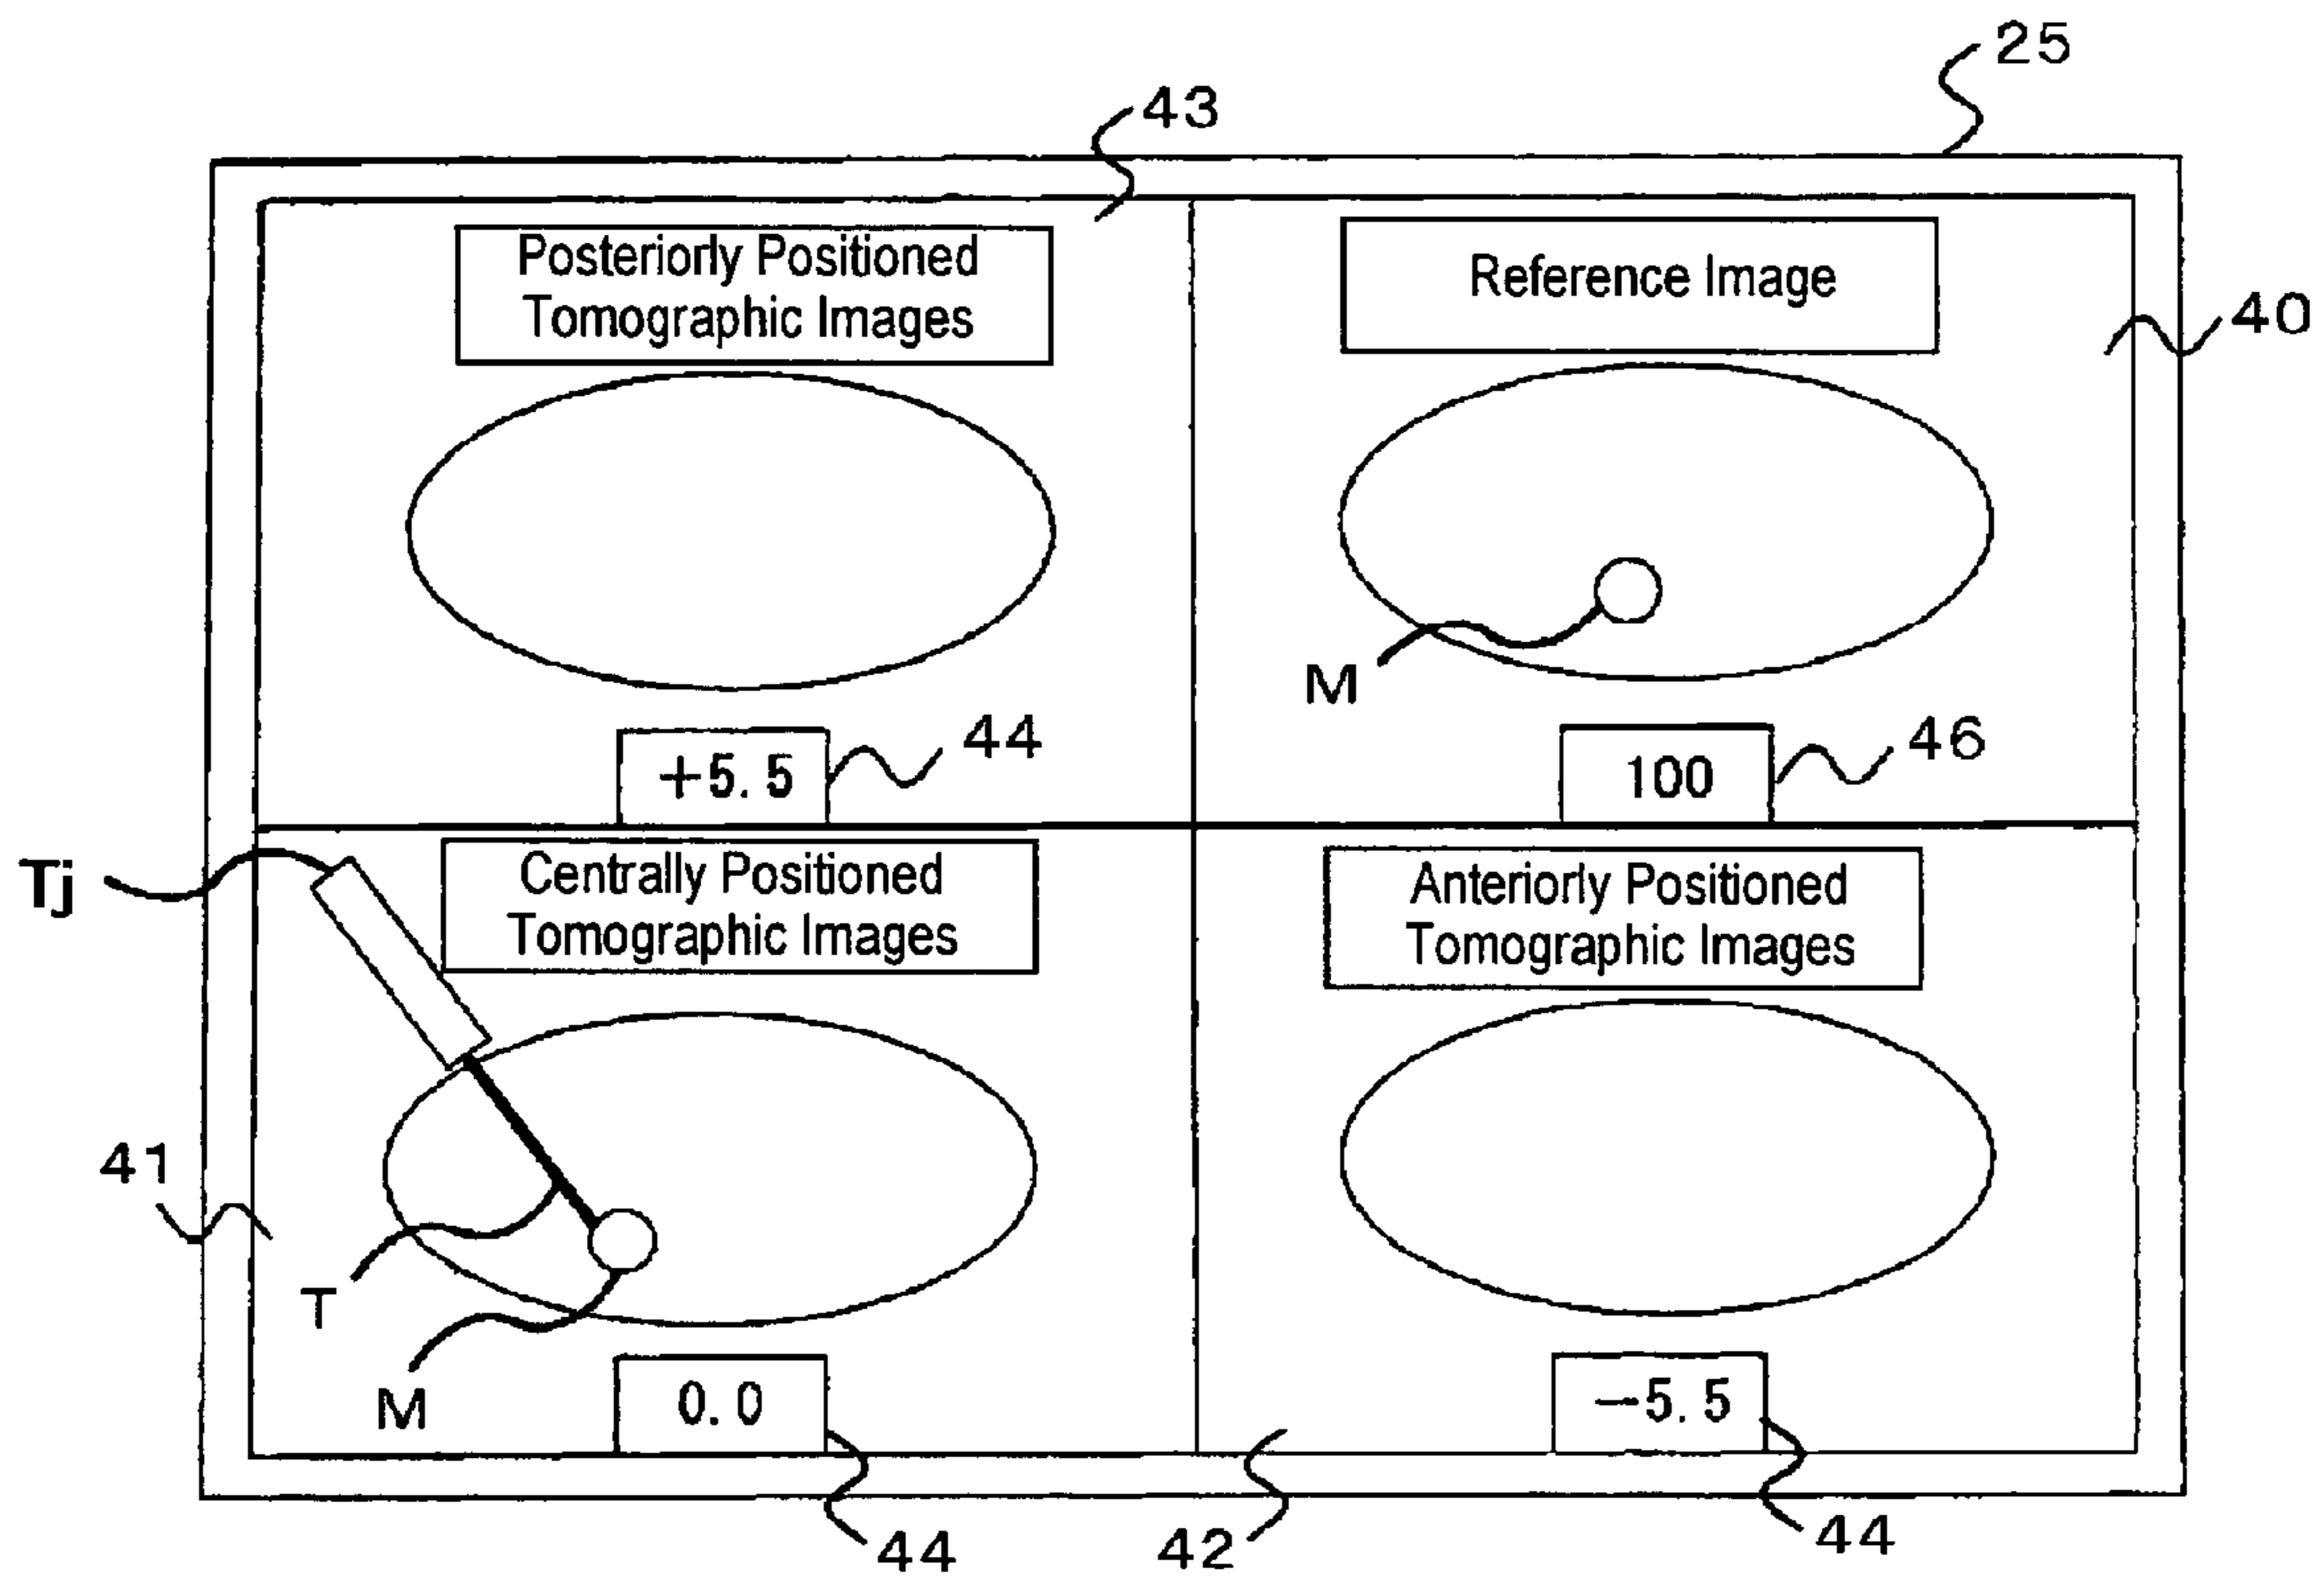 25
43
Posteriorly Positioned
Tomographic Images
Reference Image
40
M
+5.5
44
100
46
Tj
Centrally Positioned
Tomographic Images
Anteriorly Positioned
Tomographic Images
41
T
M
0.0
-5.5
44
42
44